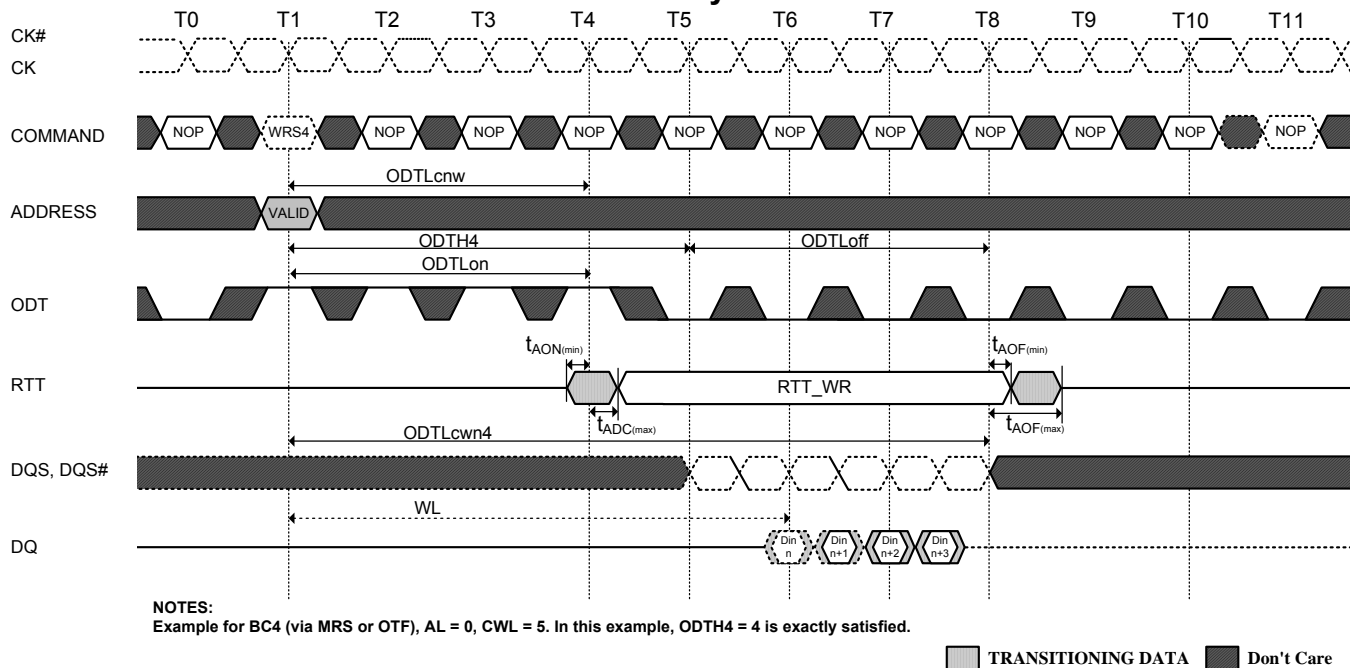 T0 T1 T2 T3 T4 T5 T6 T7 T8 T9 T10 T11
CK#
CK
COMMAND NOP WRS4 NOP NOP NOP NOP NOP NOP NOP NOP NOP NOP
ODTLcnw
ADDRESS VALID
ODTH4 ODTLoff
ODTLon
ODT
tAON(min) tAOF(min)
RTT RTT_WR
tADC(max) tAOF(max)
ODTLcwn4
DQS, DQS#
WL
DQ Din n Din n+1 Din n+2 Din n+3
NOTES:
Example for BC4 (via MRS or OTF), AL = 0, CWL = 5. In this example, ODTH4 = 4 is exactly satisfied.
TRANSITIONING DATA Don't Care